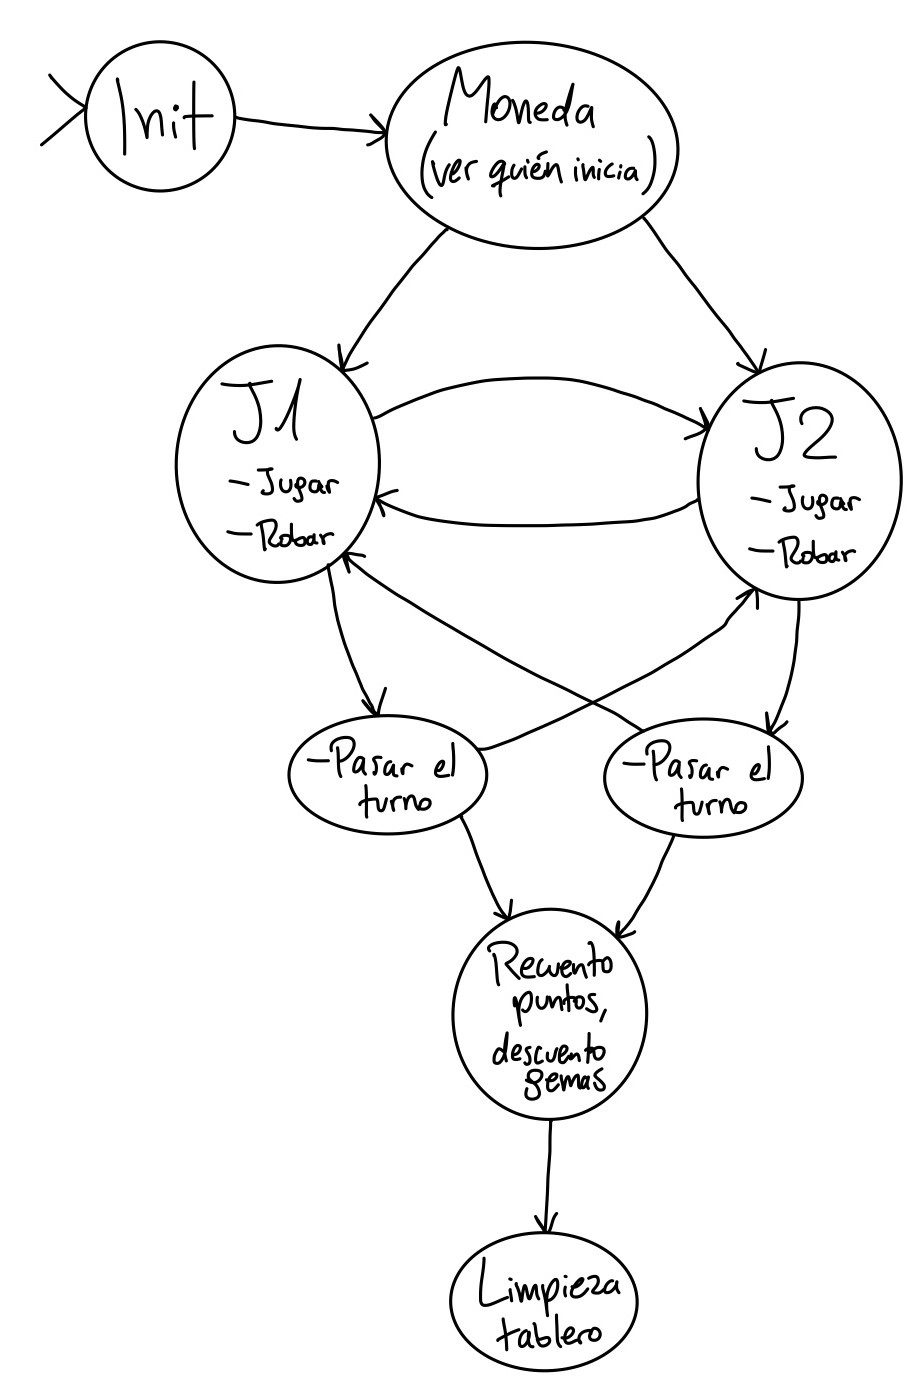 Init
Moneda
(ver quién inicia)
J1
- Jugar
- Robar
J2
- Jugar
- Robar
- Pasar el
turno
- Pasar el
turno
Recuento
puntos,
descuento
gemas
Limpieza
tablero